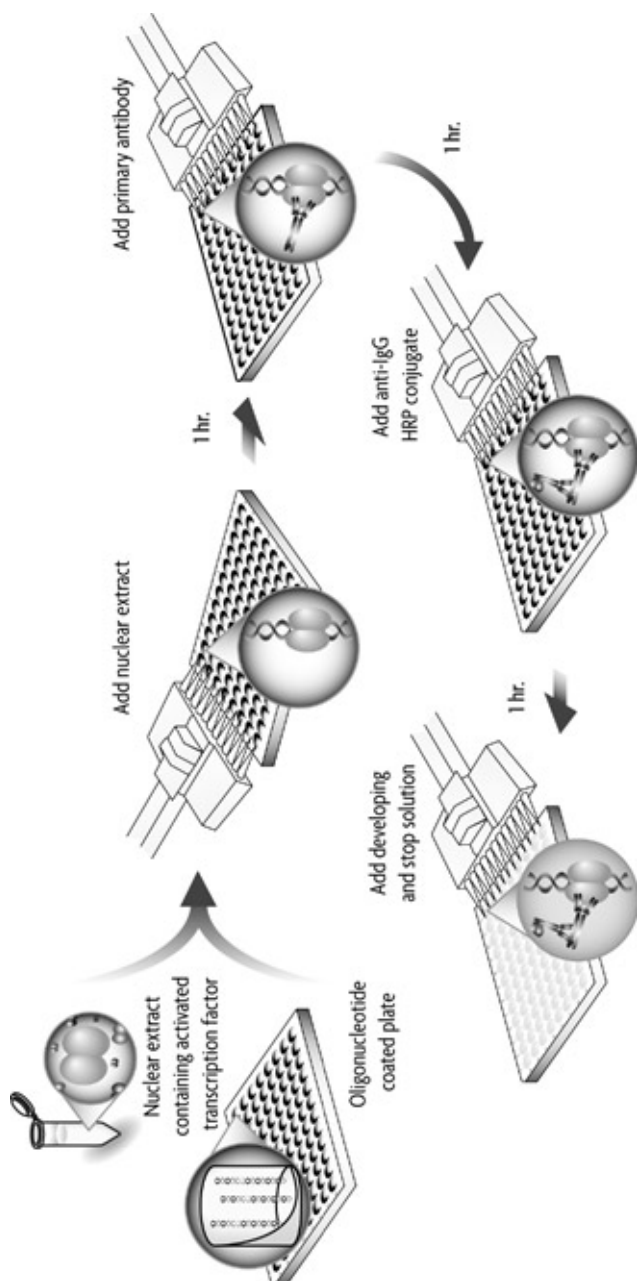 Nuclear extract
containing activated
transcription factor
Oligonucleotide
coated plate
Add nuclear extract
1 hr.
Add primary antibody
1 hr.
Add anti-IgG
HRP conjugate
1 hr.
Add developing
and stop solution